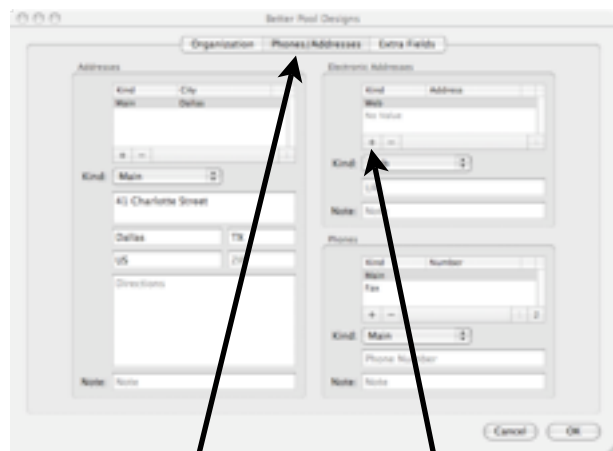 Better Pool Designs
Organization Phones/Addresses Extra Fields
Addresses
Kind City
Main Dallas
+ −
Kind: Main
41 Charlotte Street
Dallas TX
US
Directions
Note: Note
Electronic Addresses
Kind Address
Web
No Value
+ −
Kind:
Note:
Phones
Kind Number
Main
Fax
+ − 2
Kind: Main
Phone Number
Note: Note
Cancel OK